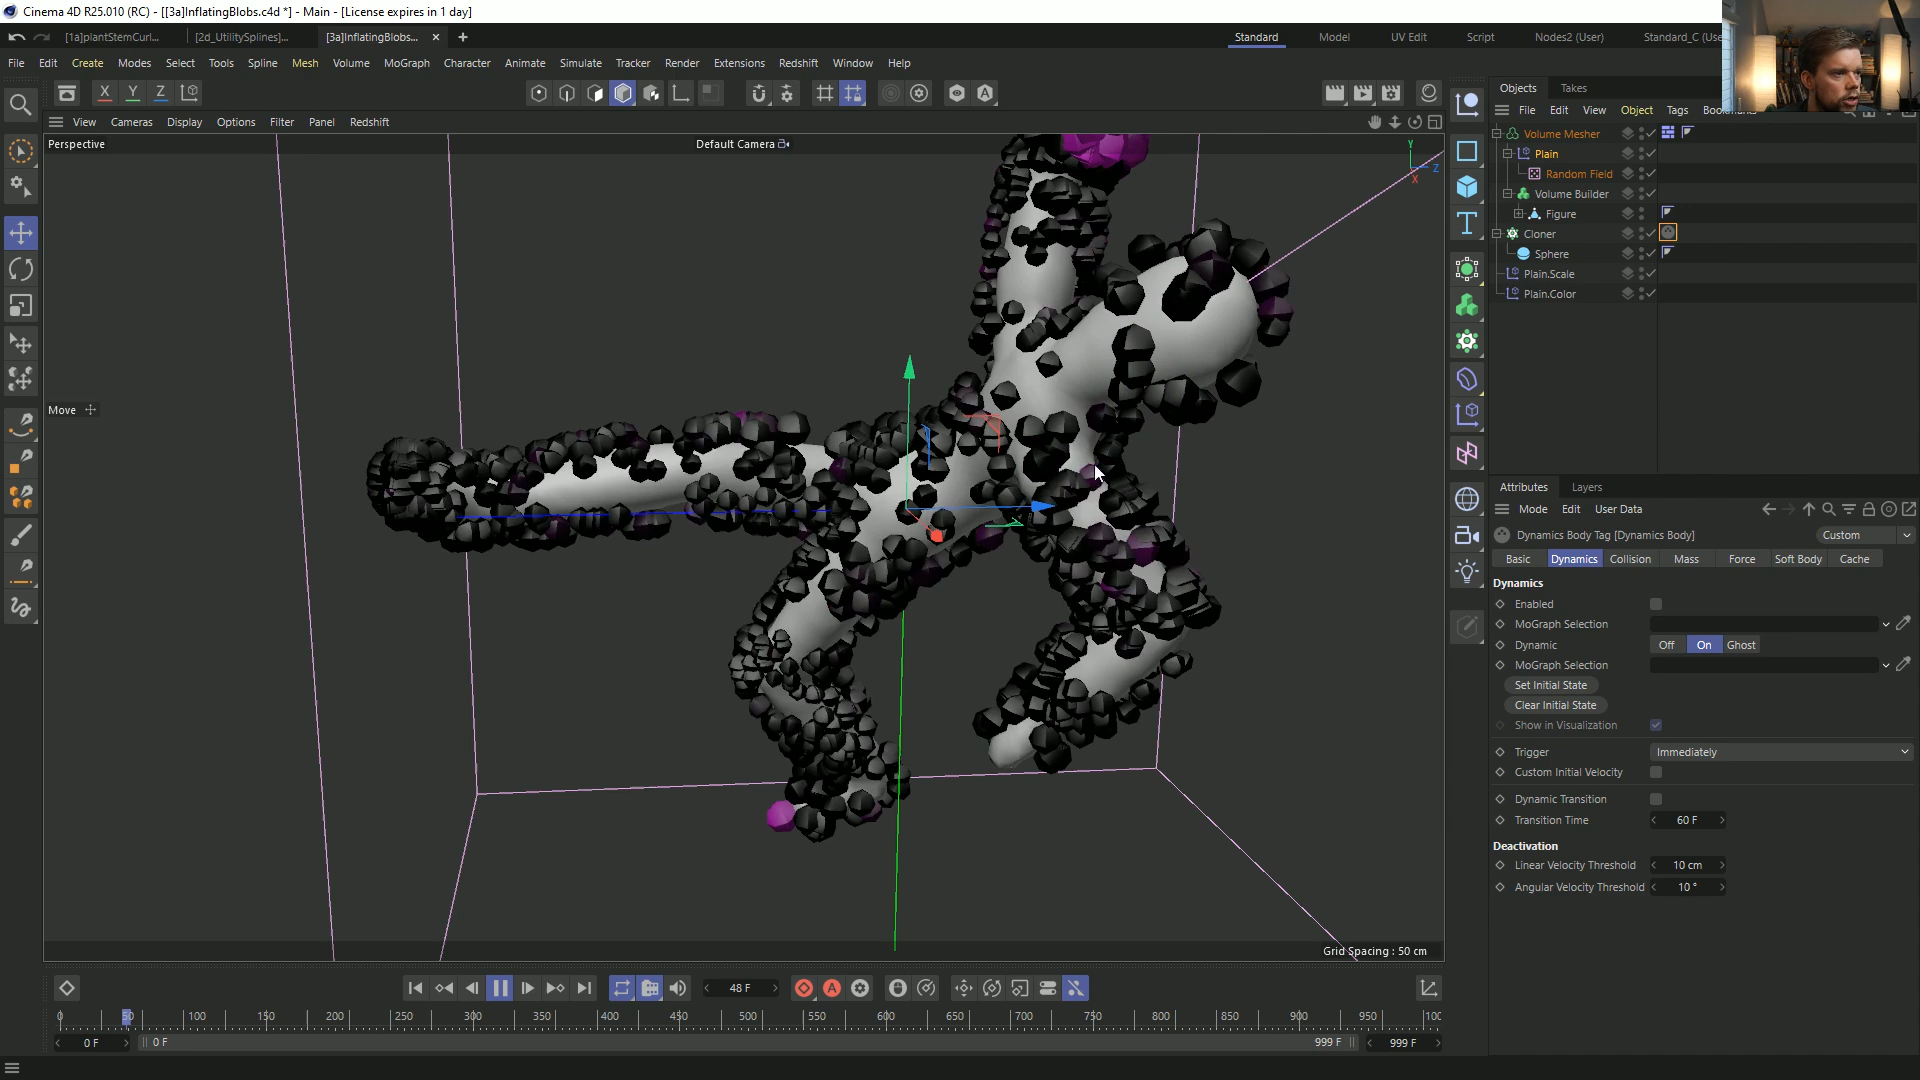 Cinema 4D R25.010 (RC) - [[3a]InflatingBlobs.c4d *] - Main - [License expires in 1 day]
[1a]plantStemCurl...
[2d_UtilitySplines]...
[3a]InflatingBlobs...
Standard
Model
UV Edit
Script
Nodes2 (User)
Standard_C (Use
File Edit Create Modes Select Tools Spline Mesh Volume MoGraph Character Animate Simulate Tracker Render Extensions Redshift Window Help
X Y Z
View Cameras Display Options Filter Panel Redshift
Perspective
Default Camera
Y
Z
X
Move
Grid Spacing : 50 cm
Objects Takes
File Edit View Object Tags
Volume Mesher
Plain
Random Field
Volume Builder
Figure
Cloner
Sphere
Plain.Scale
Plain.Color
Attributes Layers
Mode Edit User Data
Dynamics Body Tag [Dynamics Body]
Custom
Basic Dynamics Collision Mass Force Soft Body Cache
Dynamics
Enabled
MoGraph Selection
Dynamic Off On Ghost
MoGraph Selection
Set Initial State
Clear Initial State
Show in Visualization
Trigger Immediately
Custom Initial Velocity
Dynamic Transition
Transition Time 60 F
Deactivation
Linear Velocity Threshold 10 cm
Angular Velocity Threshold 10 °
48 F
0 50 100 150 200 250 300 350 400 450 500 550 600 650 700 750 800 850 900 950 100
0 F
0 F
999 F
999 F